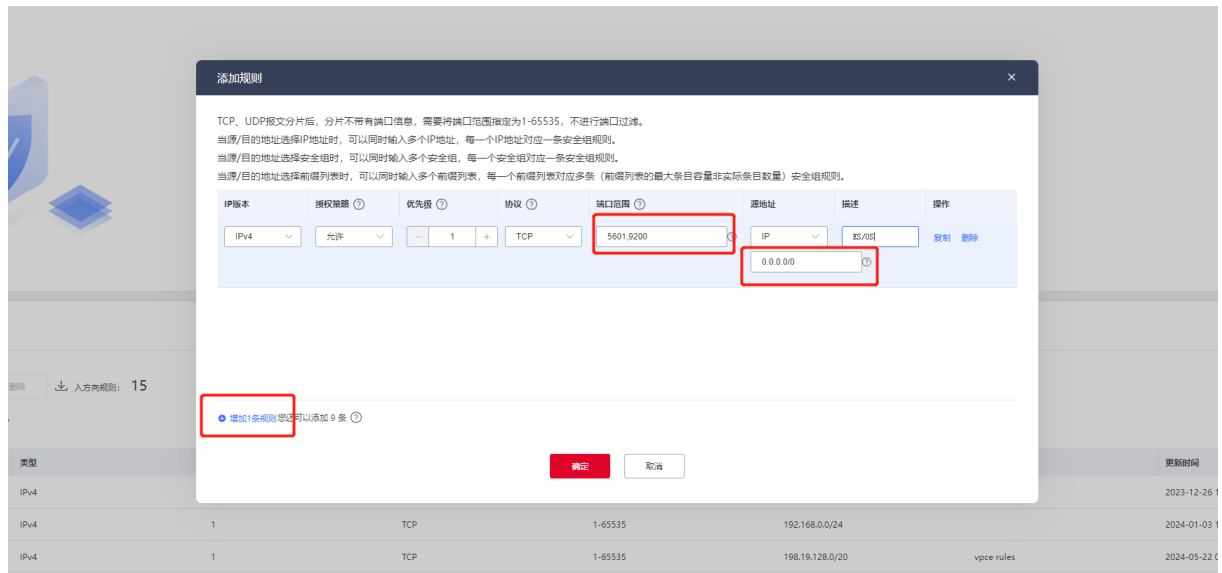 添加规则
TCP、UDP报文分片后，分片不带有端口信息，需要将端口范围指定为1-65535，不进行端口过滤。
当源/目的地址选择IP地址时，可以同时输入多个IP地址，每一个IP地址对应一条安全组规则。
当源/目的地址选择安全组时，可以同时输入多个安全组，每一个安全组对应一条安全组规则。
当源/目的地址选择前缀列表时，可以同时输入多个前缀列表，每一个前缀列表对应多条（前缀列表的最大条目容量非实际条目数量）安全组规则。
IP版本 授权策略 优先级 协议 端口范围 源地址 描述 操作
IPv4 允许 - 1 + TCP 5601,9200 IP ES/OS 复制 删除
0.0.0.0/0
删除 入方向规则: 15
增加1条规则您还可以添加 9 条
确定 取消
类型 更新时间
IPv4 2023-12-26 1
IPv4 1 TCP 1-65535 192.168.0.0/24 2024-01-03 1
IPv4 1 TCP 1-65535 198.19.128.0/20 vpce rules 2024-05-22 0